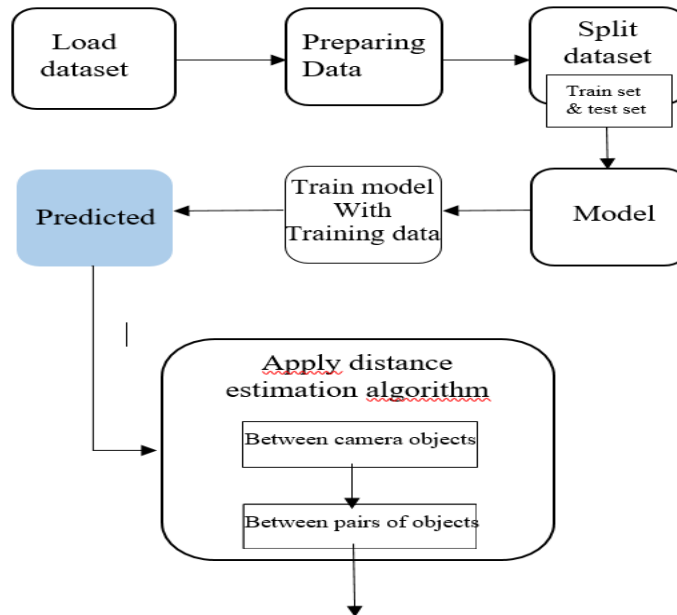 Load
dataset
Preparing
Data
Split
dataset
Train set
& test set
Model
Train model
With
Training data
Predicted
Apply distance
estimation algorithm
Between camera objects
Between pairs of objects